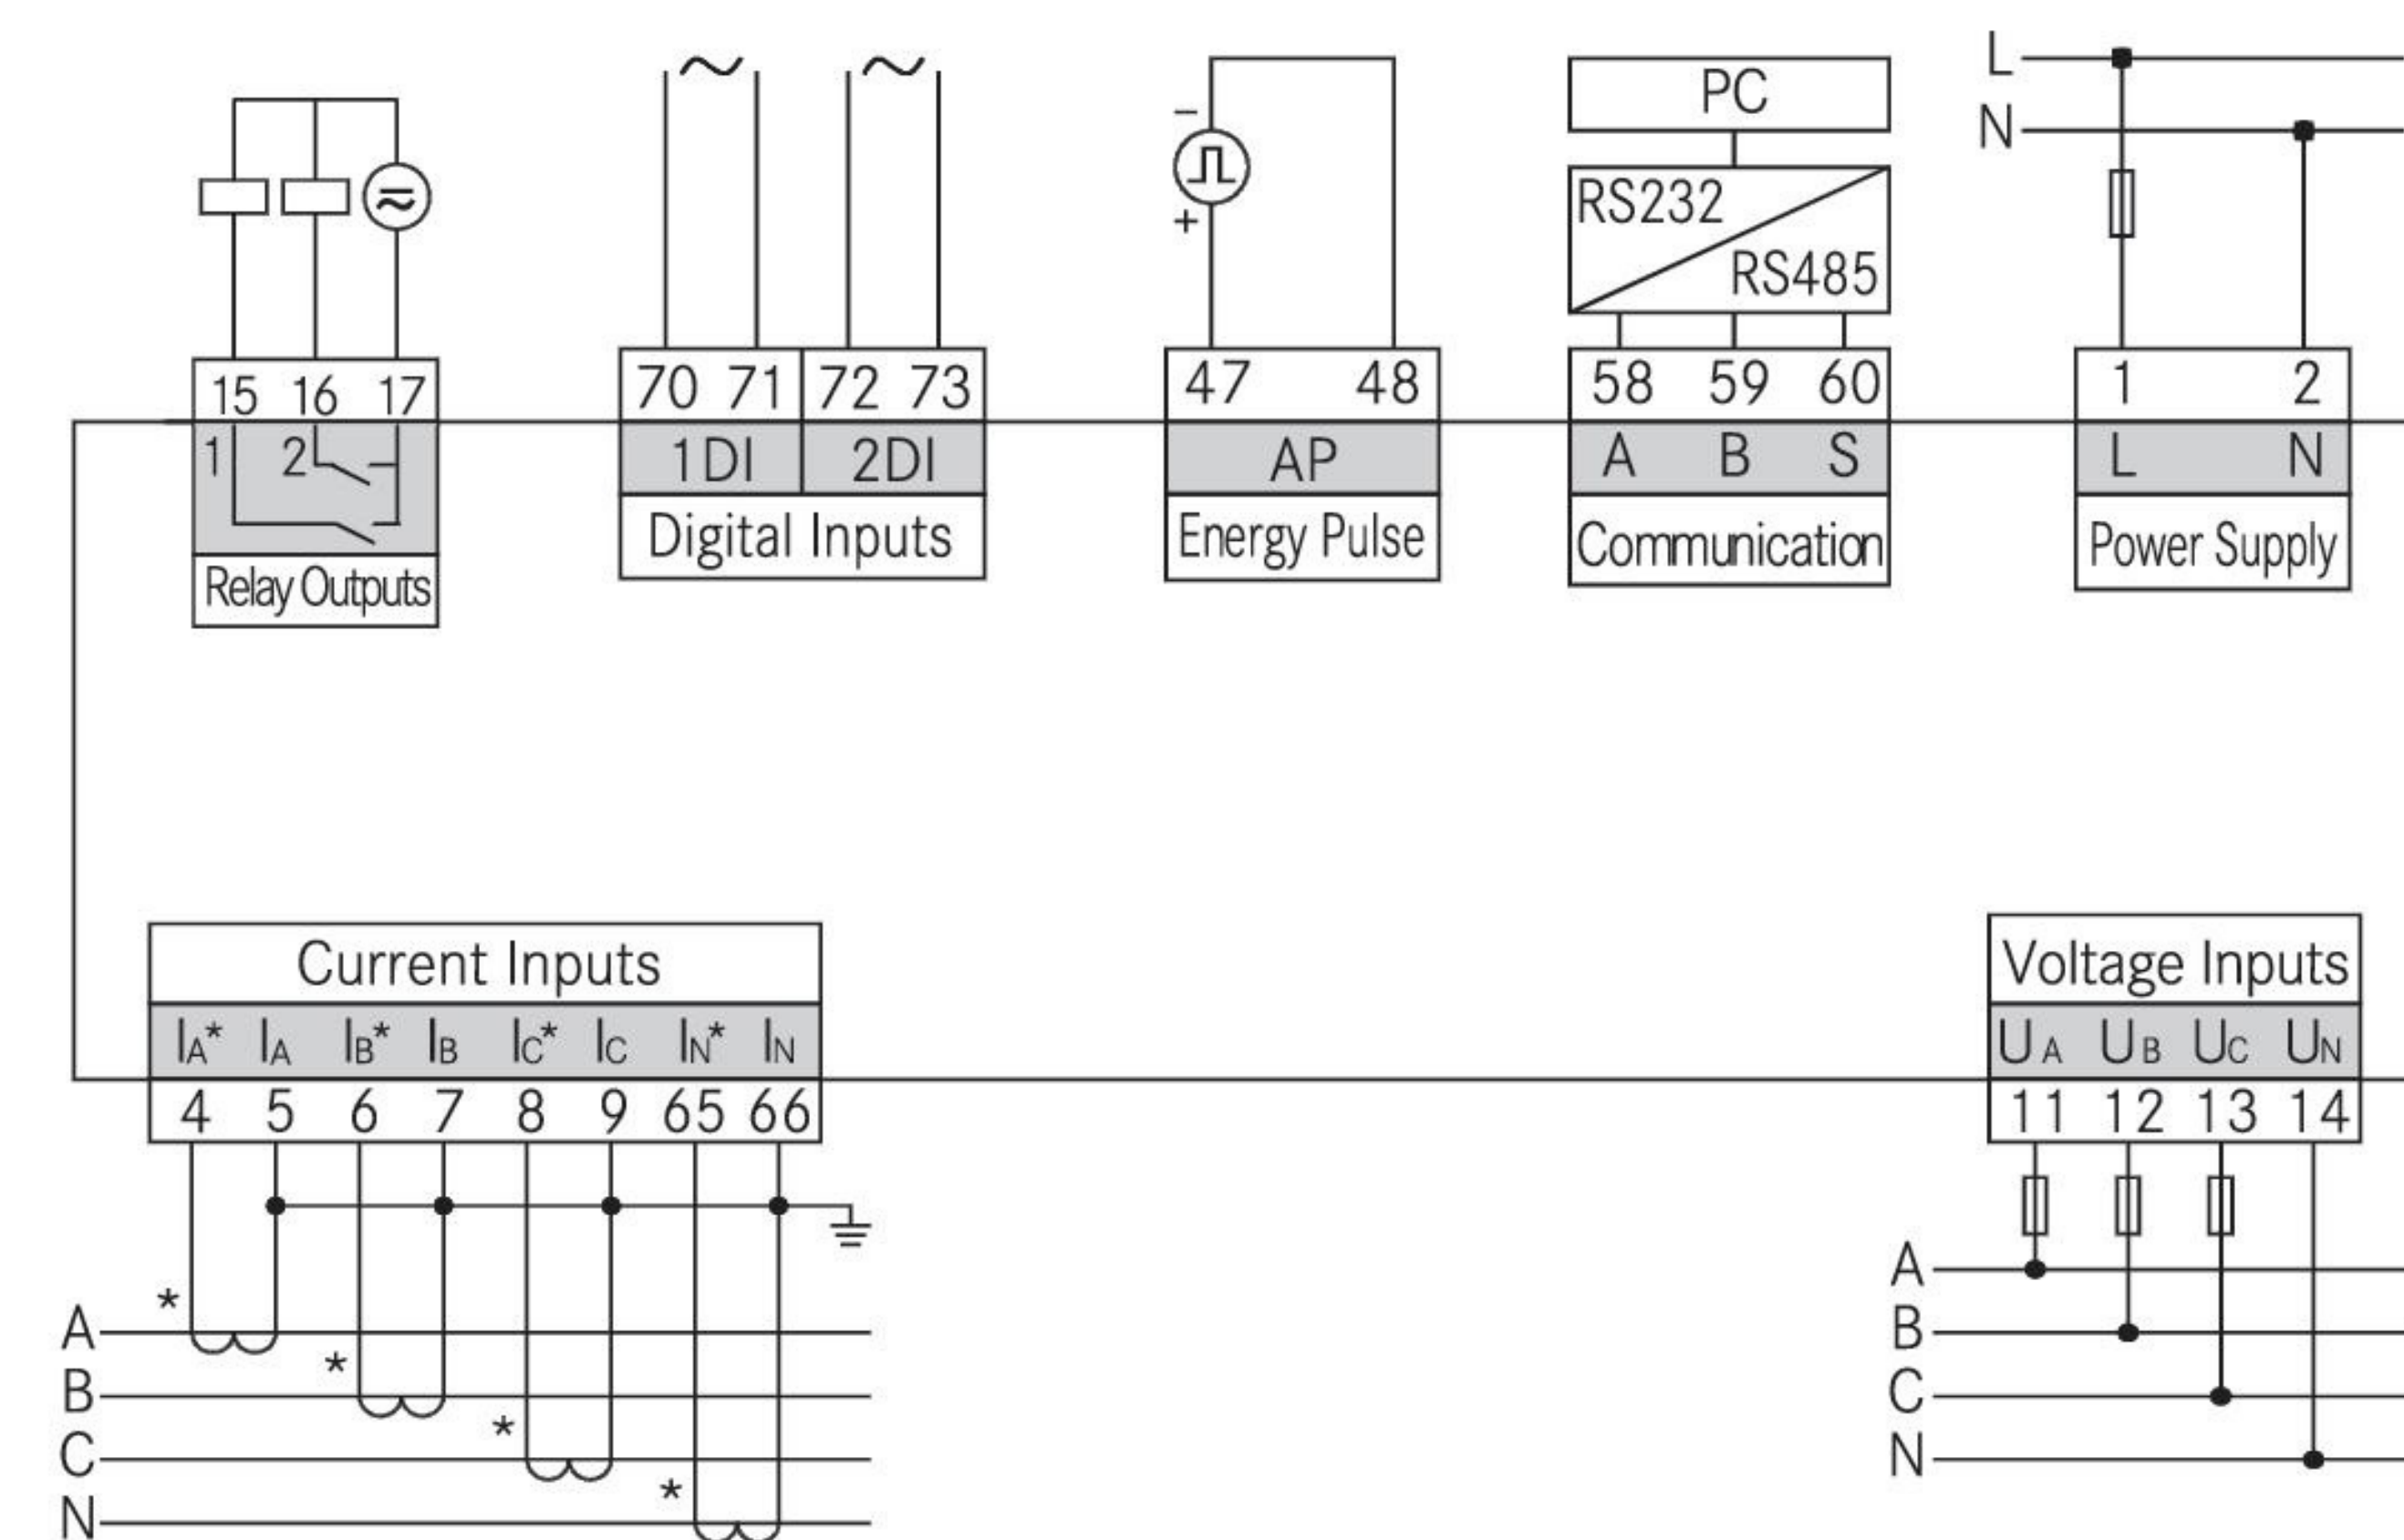 L
N
PC
RS232
RS485
−
+
15 16 17
1 2
Relay Outputs
70 71 72 73
1DI 2DI
Digital Inputs
47 48
AP
Energy Pulse
58 59 60
A B S
Communication
1 2
L N
Power Supply
Current Inputs
IA* IA IB* IB IC* IC IN* IN
4 5 6 7 8 9 65 66
*
A
*
B
*
C
*
N
Voltage Inputs
UA UB UC UN
11 12 13 14
A
B
C
N